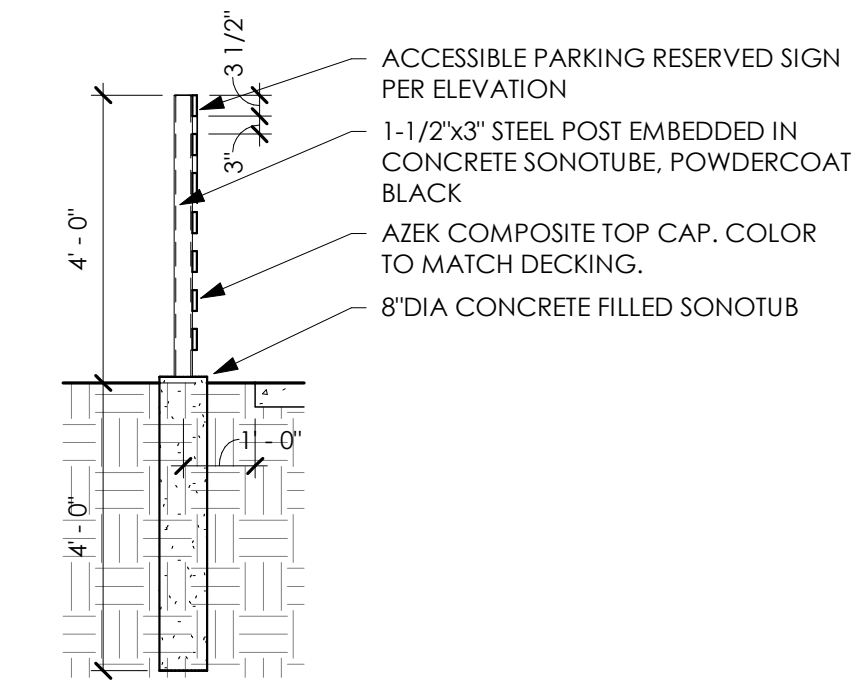 3 1/2"
3"
4' - 0"
4' - 0"
1' - 0"
ACCESSIBLE PARKING RESERVED SIGN
PER ELEVATION
1-1/2"x3" STEEL POST EMBEDDED IN
CONCRETE SONOTUBE, POWDERCOAT
BLACK
AZEK COMPOSITE TOP CAP. COLOR
TO MATCH DECKING.
8"DIA CONCRETE FILLED SONOTUB